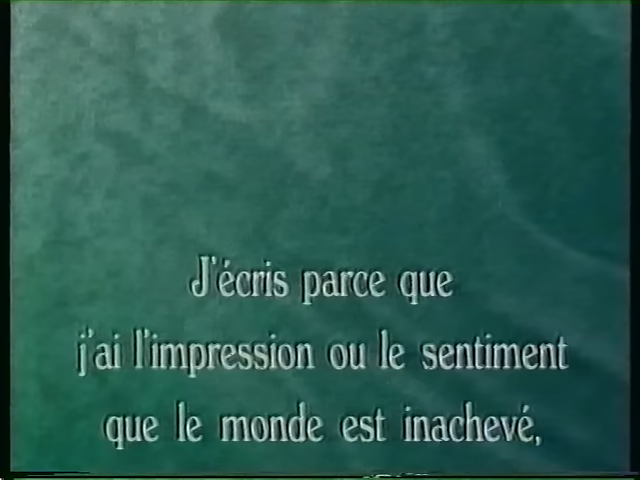 J'écris parce que
j'ai l'impression ou le sentiment
que le monde est inachevé,